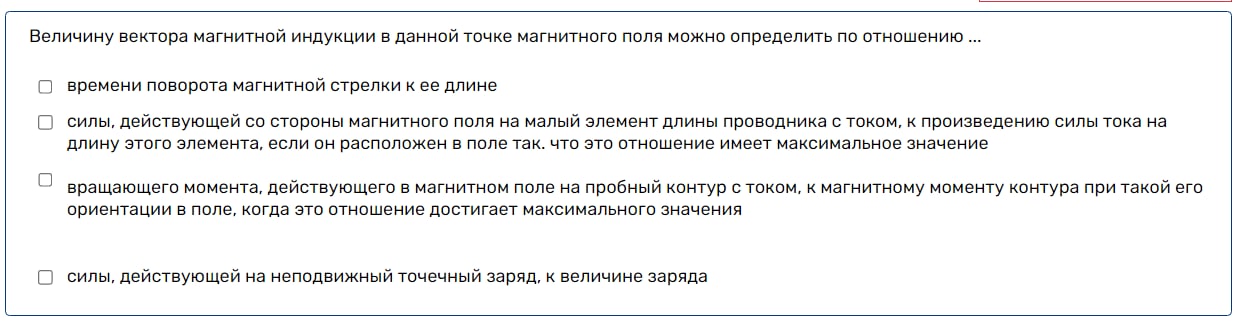 Величину вектора магнитной индукции в данной точке магнитного поля можно определить по отношению ...
времени поворота магнитной стрелки к ее длине
силы, действующей со стороны магнитного поля на малый элемент длины проводника с током, к произведению силы тока на
длину этого элемента, если он расположен в поле так. что это отношение имеет максимальное значение
вращающего момента, действующего в магнитном поле на пробный контур с током, к магнитному моменту контура при такой его
ориентации в поле, когда это отношение достигает максимального значения
силы, действующей на неподвижный точечный заряд, к величине заряда